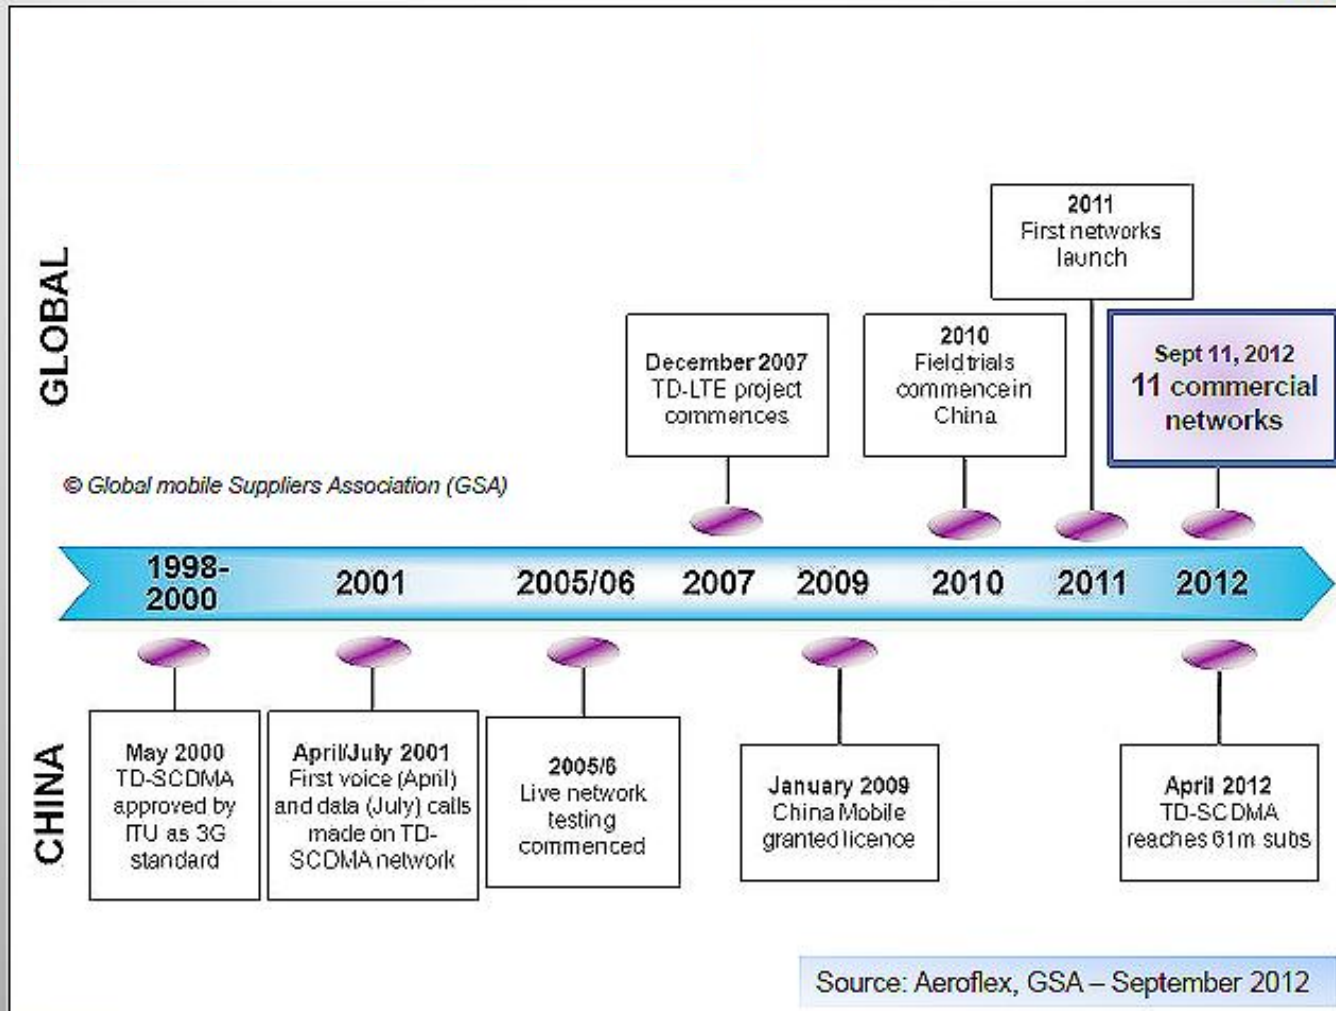 GLOBAL
2011
First networks
launch
December 2007
TD-LTE project
commences
2010
Field trials
commence in
China
Sept 11, 2012
11 commercial
networks
© Global mobile Suppliers Association (GSA)
1998-
2000
2001
2005/06
2007
2009
2010
2011
2012
CHINA
May 2000
TD-SCDMA
approved by
ITU as 3G
standard
April/July 2001
First voice (April)
and data (July) calls
made on TD-
SCDMA network
2005/6
Live network
testing
commenced
January 2009
China Mobile
granted licence
April 2012
TD-SCDMA
reaches 61m subs
Source: Aeroflex, GSA – September 2012